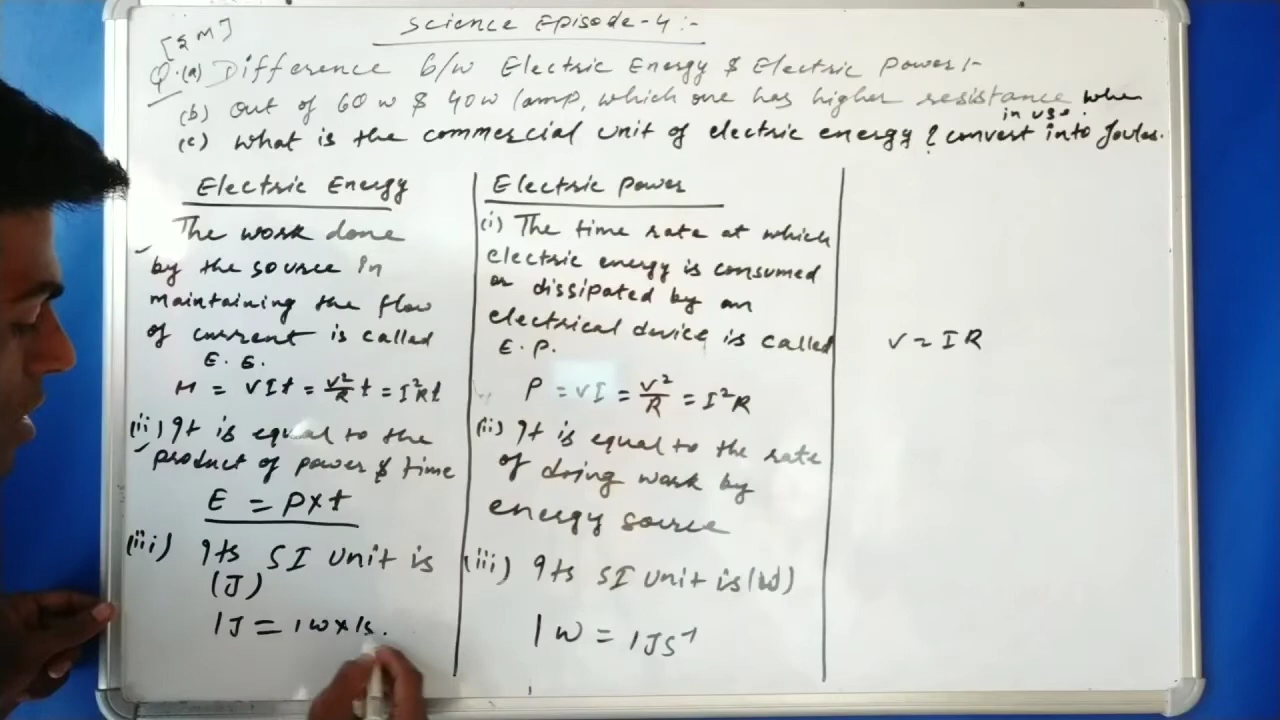 Science Episode-4:-
[5M]
Q.(a) Difference b/w Electric Energy & Electric Power:-
(b) out of 60 w & 40w lamp, which one has higher resistance when in use.
(c) what is the commercial unit of electric energy & convert into Joules.
Electric Energy
The work done
by the source in
maintaining the flow
of current is called
E. E.
H = VIt = V²/R t = I²Rt
(ii) It is equal to the
product of power & time
E = P×t
(iii) Its SI unit is
(J)
1J = 1w×1s.
Electric Power
(i) The time rate at which
electric energy is consumed
or dissipated by an
electrical device is called
E. P.
P = VI = V²/R = I²R
(ii) It is equal to the rate
of doing work by
energy source
(iii) Its SI unit is (W)
1 W = 1JS⁻¹
V = IR